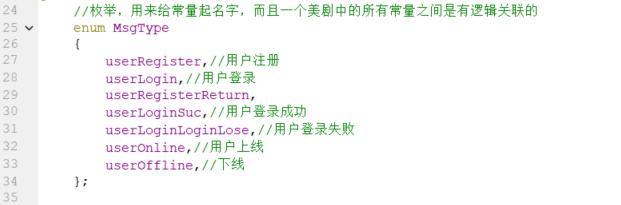 24 //枚举，用来给常量起名字，而且一个美剧中的所有常量之间是有逻辑关联的
25 enum MsgType
26 {
27 userRegister,//用户注册
28 userLogin,//用户登录
29 userRegisterReturn,
30 userLoginSuc,//用户登录成功
31 userLoginLoginLose,//用户登录失败
32 userOnline,//用户上线
33 userOffline,//下线
34 };
35